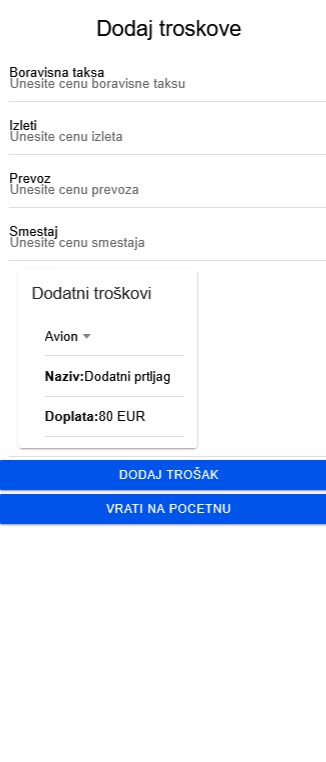 Dodaj troskove
Boravisna taksa
Unesite cenu boravisne taksu
Izleti
Unesite cenu izleta
Prevoz
Unesite cenu prevoza
Smestaj
Unesite cenu smestaja
Dodatni troškovi
Avion
Naziv:Dodatni prtljag
Doplata:80 EUR
DODAJ TROŠAK
VRATI NA POCETNU